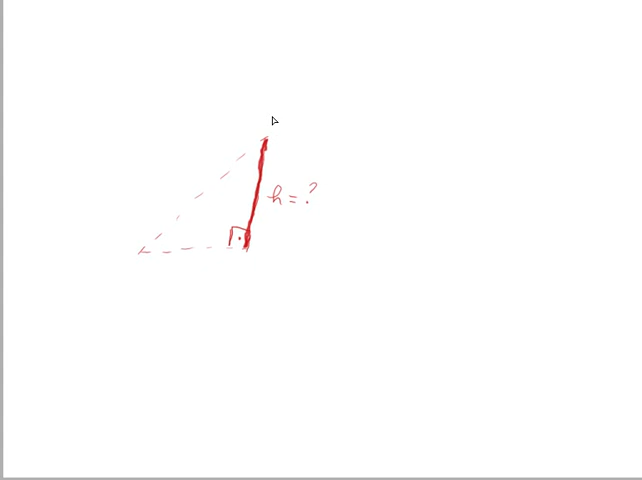 h = ?